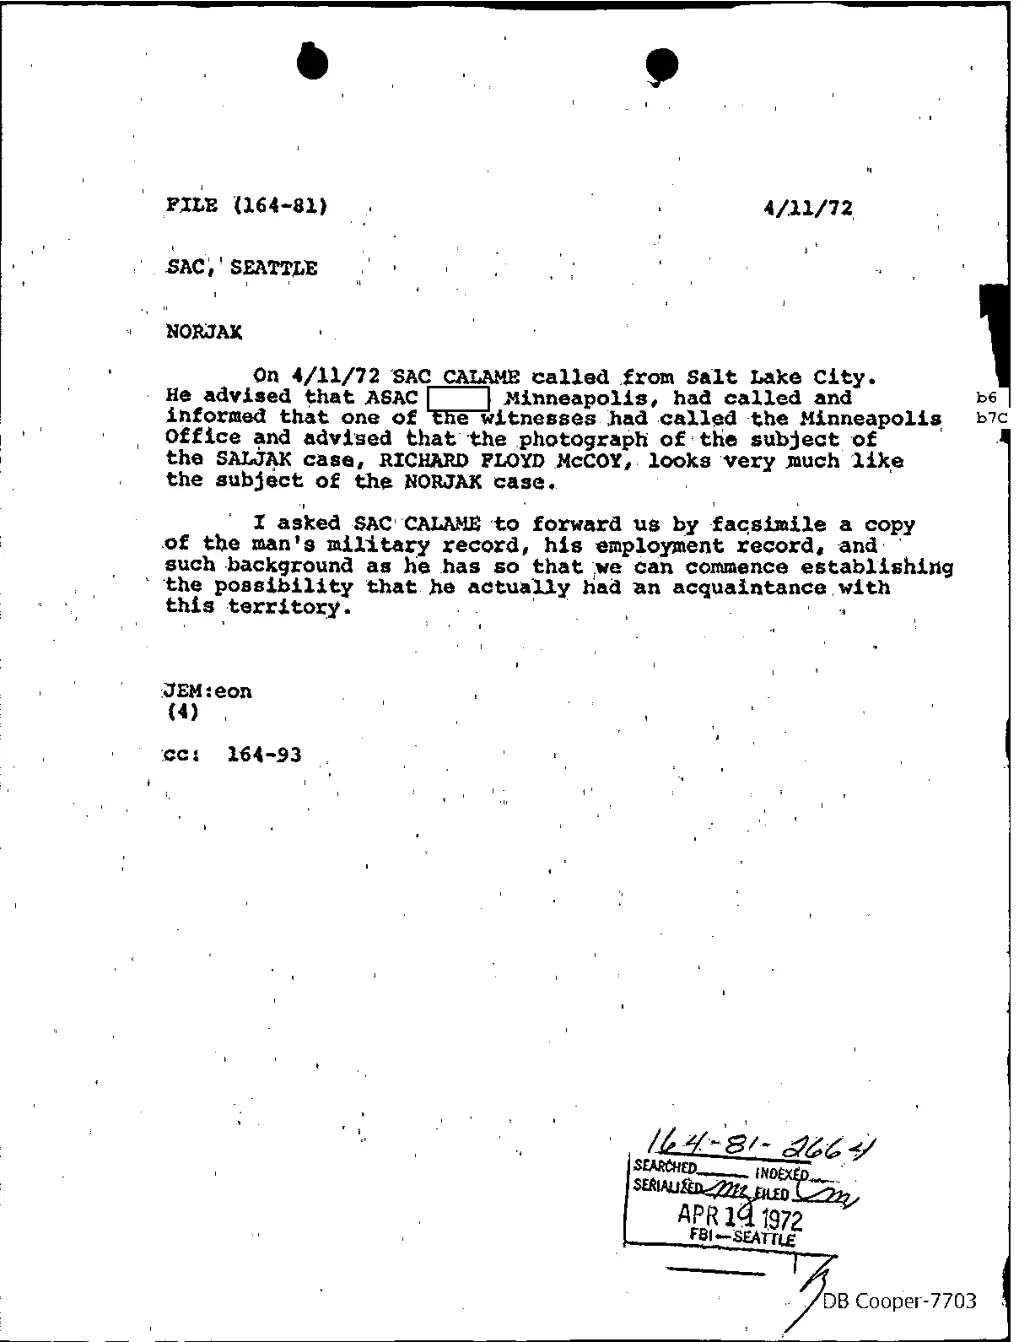 FILE (164-81) 4/11/72
SAC, SEATTLE
NORJAK
On 4/11/72 SAC CALAME called from Salt Lake City.
He advised that ASAC Minneapolis, had called and b6
informed that one of the witnesses had called the Minneapolis b7C
Office and advised that the photograph of the subject of
the SALJAK case, RICHARD FLOYD McCOY, looks very much like
the subject of the NORJAK case.
I asked SAC CALAME to forward us by facsimile a copy
of the man's military record, his employment record, and
such background as he has so that we can commence establishing
the possibility that he actually had an acquaintance with
this territory.
JEM:eon
(4)
cc: 164-93
164-81-2664
SEARCHED INDEXED
SERIALIZED FILED
APR 1972
FBI—SEATTLE
DB Cooper-7703